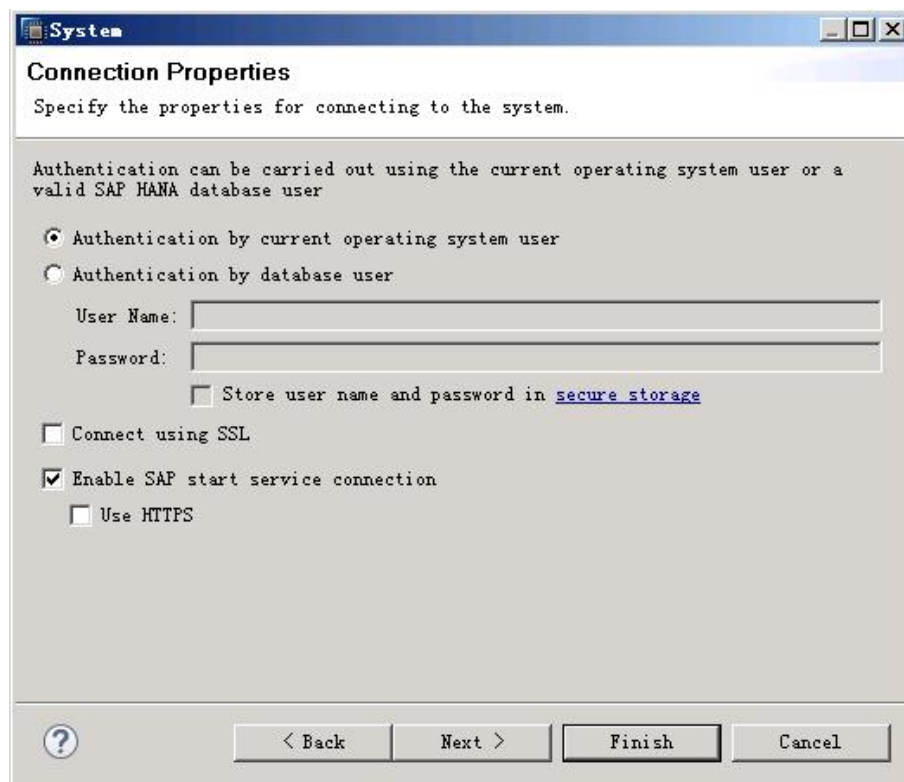 System
Connection Properties
Specify the properties for connecting to the system.
Authentication can be carried out using the current operating system user or a
valid SAP HANA database user
Authentication by current operating system user
Authentication by database user
User Name:
Password:
Store user name and password in secure storage
Connect using SSL
Enable SAP start service connection
Use HTTPS
?
< Back
Next >
Finish
Cancel